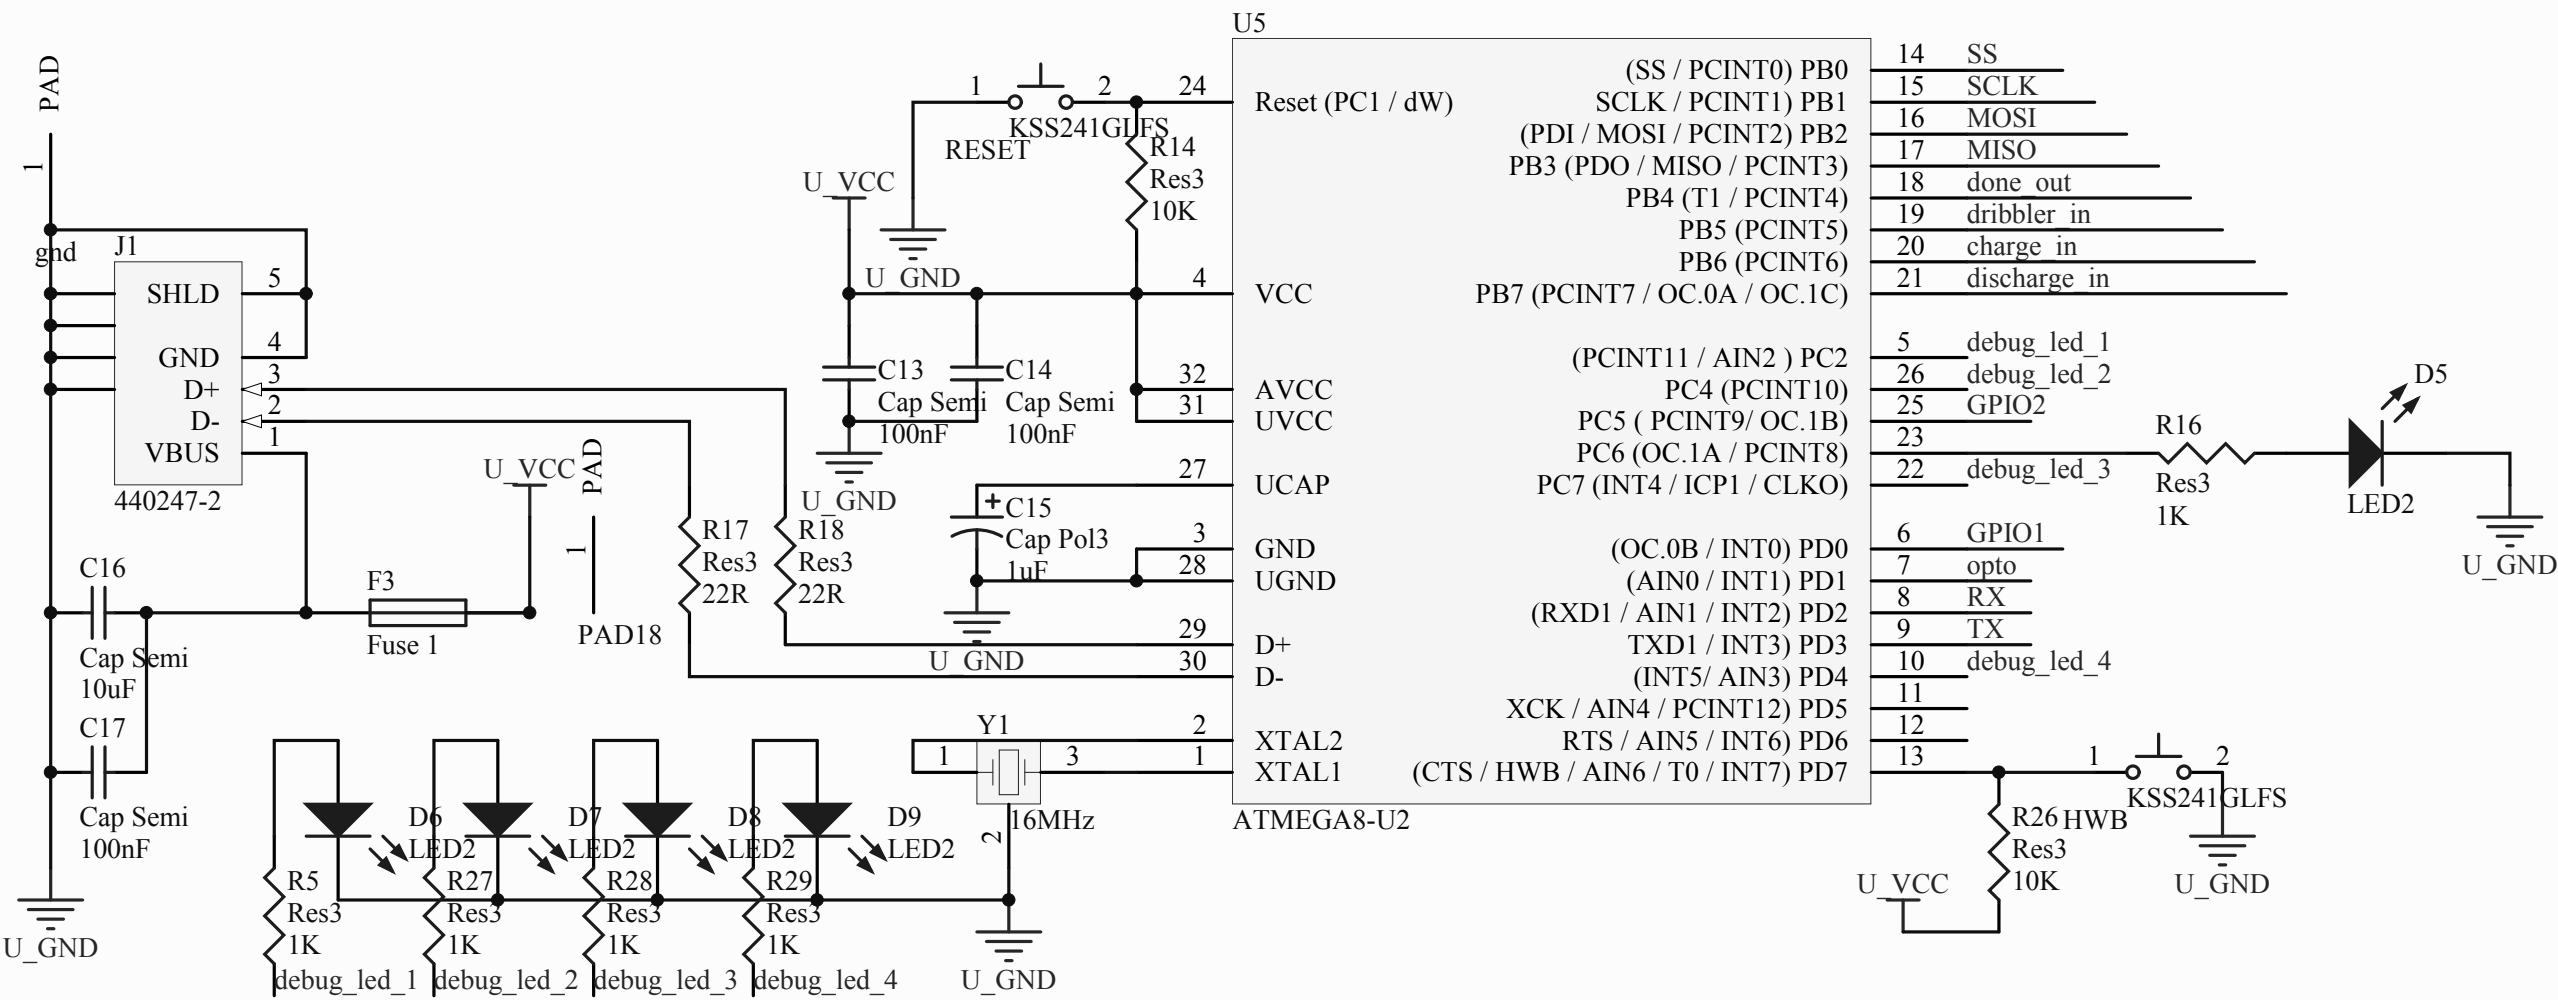 U5
PAD
1
gnd
J1
SHLD
5
GND
4
D+
3
D-
2
VBUS
1
440247-2
C16
Cap Semi
10uF
C17
Cap Semi
100nF
U_GND
F3
Fuse 1
U_VCC
PAD
1
PAD18
R17
Res3
22R
R18
Res3
22R
1
2
KSS241GLFS
RESET
R14
Res3
10K
U_VCC
U_GND
C13
Cap Semi
100nF
C14
Cap Semi
100nF
U_GND
C15
Cap Pol3
1uF
U_GND
24
Reset (PC1 / dW)
4
VCC
32
AVCC
31
UVCC
27
UCAP
3
GND
28
UGND
29
D+
30
D-
2
XTAL2
1
XTAL1
ATMEGA8-U2
Y1
1
3
2
16MHz
U_GND
(SS / PCINT0) PB0
14
SS
SCLK / PCINT1) PB1
15
SCLK
(PDI / MOSI / PCINT2) PB2
16
MOSI
PB3 (PDO / MISO / PCINT3)
17
MISO
PB4 (T1 / PCINT4)
18
done_out
PB5 (PCINT5)
19
dribbler_in
PB6 (PCINT6)
20
charge_in
PB7 (PCINT7 / OC.0A / OC.1C)
21
discharge_in
(PCINT11 / AIN2 ) PC2
5
debug_led_1
PC4 (PCINT10)
26
debug_led_2
PC5 ( PCINT9/ OC.1B)
25
GPIO2
PC6 (OC.1A / PCINT8)
23
PC7 (INT4 / ICP1 / CLKO)
22
debug_led_3
(OC.0B / INT0) PD0
6
GPIO1
(AIN0 / INT1) PD1
7
opto
(RXD1 / AIN1 / INT2) PD2
8
RX
TXD1 / INT3) PD3
9
TX
(INT5/ AIN3) PD4
10
debug_led_4
XCK / AIN4 / PCINT12) PD5
11
RTS / AIN5 / INT6) PD6
12
(CTS / HWB / AIN6 / T0 / INT7) PD7
13
R16
Res3
1K
D5
LED2
U_GND
1
2
KSS241GLFS
HWB
R26
Res3
10K
U_VCC
U_GND
D6
LED2
D7
LED2
D8
LED2
D9
LED2
R5
Res3
1K
R27
Res3
1K
R28
Res3
1K
R29
Res3
1K
debug_led_1
debug_led_2
debug_led_3
debug_led_4